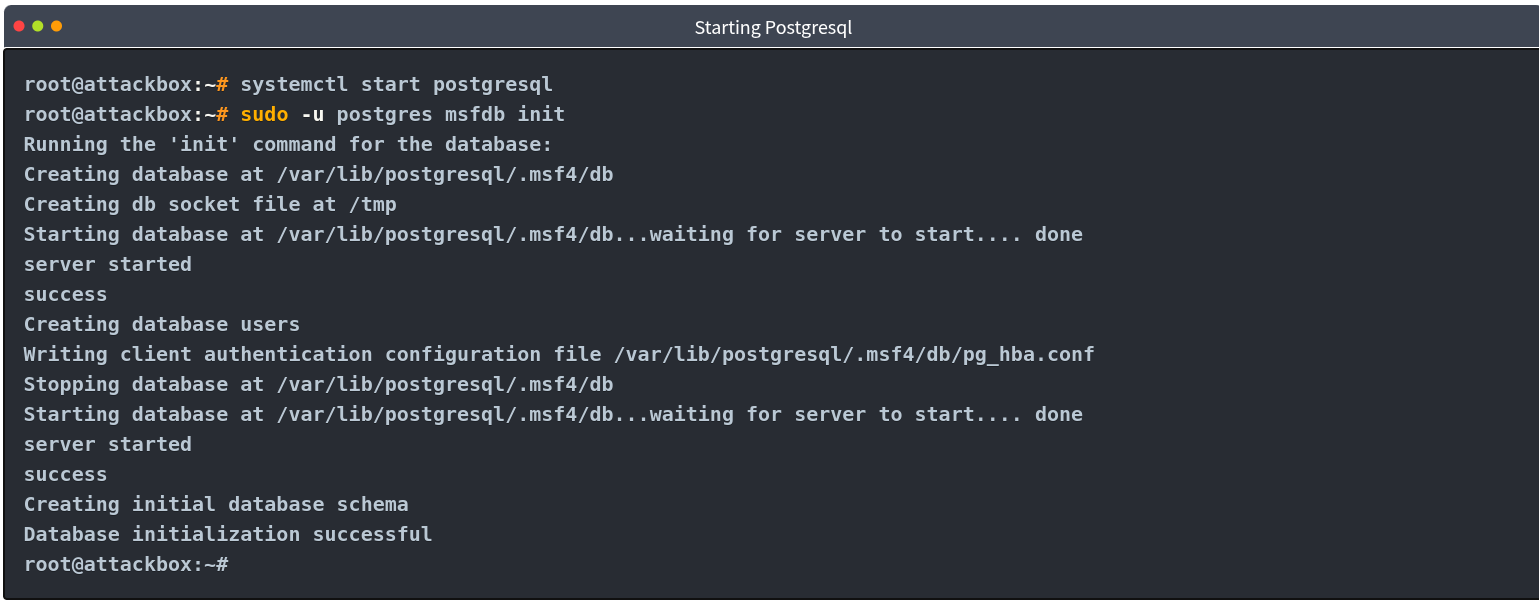 Starting Postgresql
root@attackbox:~# systemctl start postgresql
root@attackbox:~# sudo -u postgres msfdb init
Running the 'init' command for the database:
Creating database at /var/lib/postgresql/.msf4/db
Creating db socket file at /tmp
Starting database at /var/lib/postgresql/.msf4/db...waiting for server to start.... done
server started
success
Creating database users
Writing client authentication configuration file /var/lib/postgresql/.msf4/db/pg_hba.conf
Stopping database at /var/lib/postgresql/.msf4/db
Starting database at /var/lib/postgresql/.msf4/db...waiting for server to start.... done
server started
success
Creating initial database schema
Database initialization successful
root@attackbox:~#